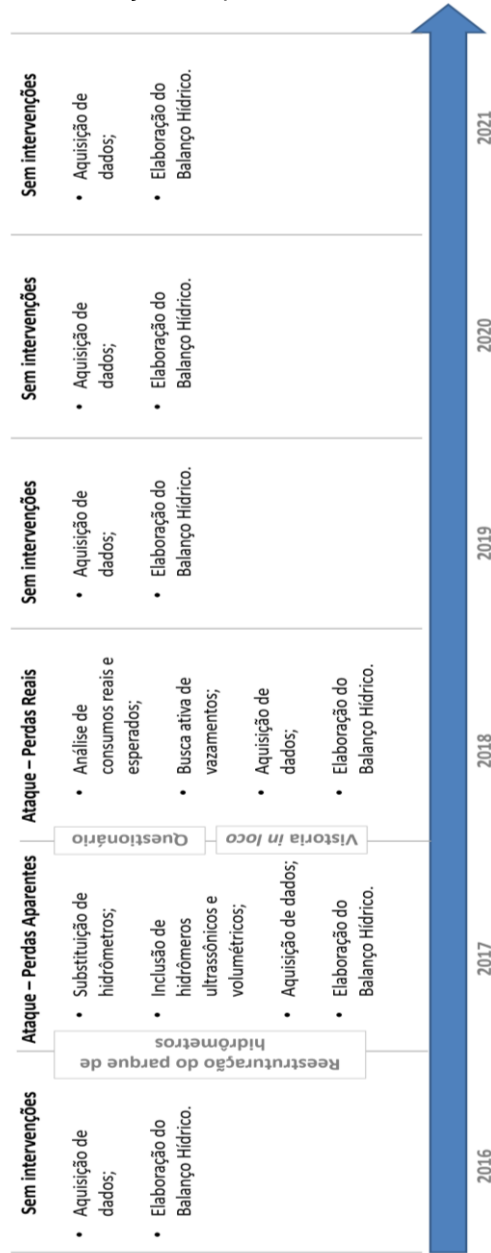 Sem intervenções
• Aquisição de
dados;
• Elaboração do
Balanço Hídrico.
2016
Reestruturação do parque de
hidrômetros
Ataque – Perdas Aparentes
• Substituição de
hidrômetros;
• Inclusão de
hidrômeros
ultrassônicos e
volumétricos;
• Aquisição de dados;
• Elaboração do
Balanço Hídrico.
2017
Questionário
Vistoria in loco
Ataque – Perdas Reais
• Análise de
consumos reais e
esperados;
• Busca ativa de
vazamentos;
• Aquisição de
dados;
• Elaboração do
Balanço Hídrico.
2018
Sem intervenções
• Aquisição de
dados;
• Elaboração do
Balanço Hídrico.
2019
Sem intervenções
• Aquisição de
dados;
• Elaboração do
Balanço Hídrico.
2020
Sem intervenções
• Aquisição de
dados;
• Elaboração do
Balanço Hídrico.
2021